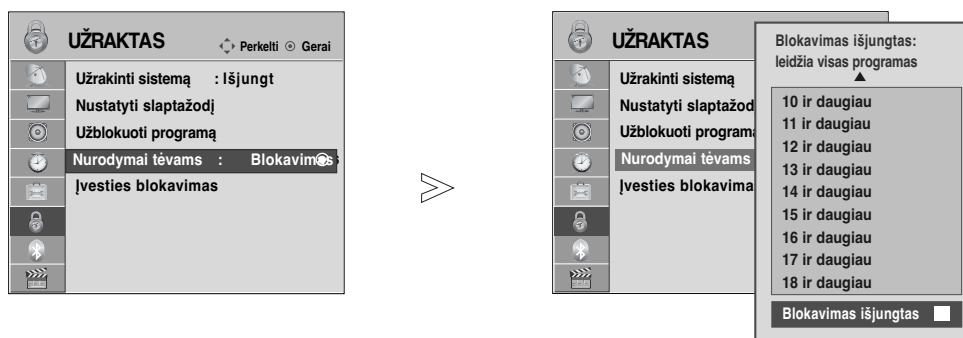 UŽRAKTAS
Perkelti Gerai
Užrakinti sistemą : Išjungt
Nustatyti slaptažodį
Užblokuoti programą
Nurodymai tėvams : Blokavimas
Įvesties blokavimas
UŽRAKTAS
Užrakinti sistemą
Nustatyti slaptažod
Užblokuoti programą
Nurodymai tėvams
Įvesties blokavima
Blokavimas išjungtas:
leidžia visas programas
10 ir daugiau
11 ir daugiau
12 ir daugiau
13 ir daugiau
14 ir daugiau
15 ir daugiau
16 ir daugiau
17 ir daugiau
18 ir daugiau
Blokavimas išjungtas